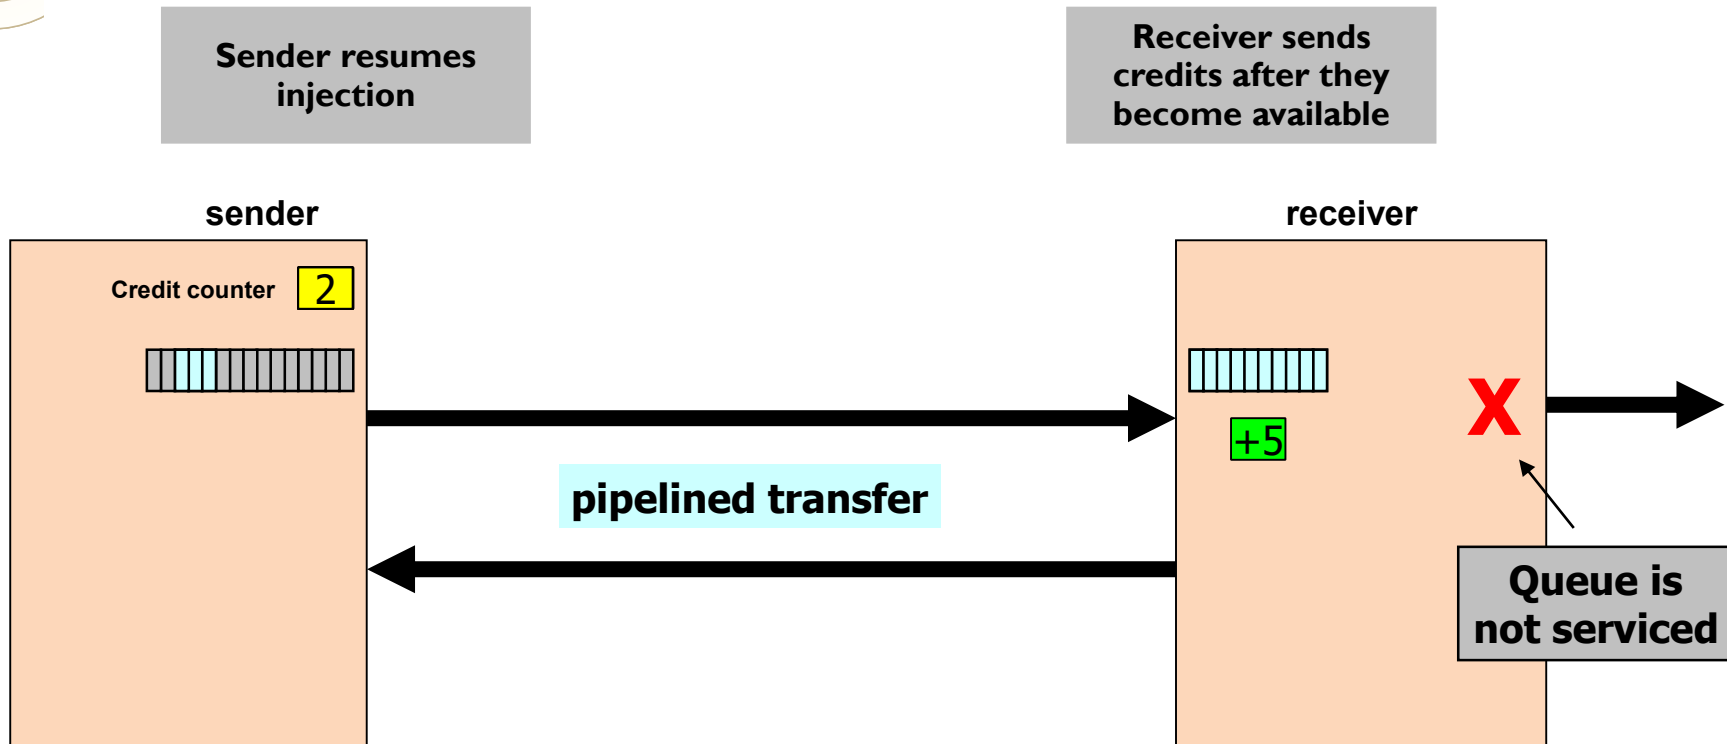 Sender resumes
injection
Receiver sends
credits after they
become available
sender
receiver
Credit counter
2
+5
X
pipelined transfer
Queue is
not serviced